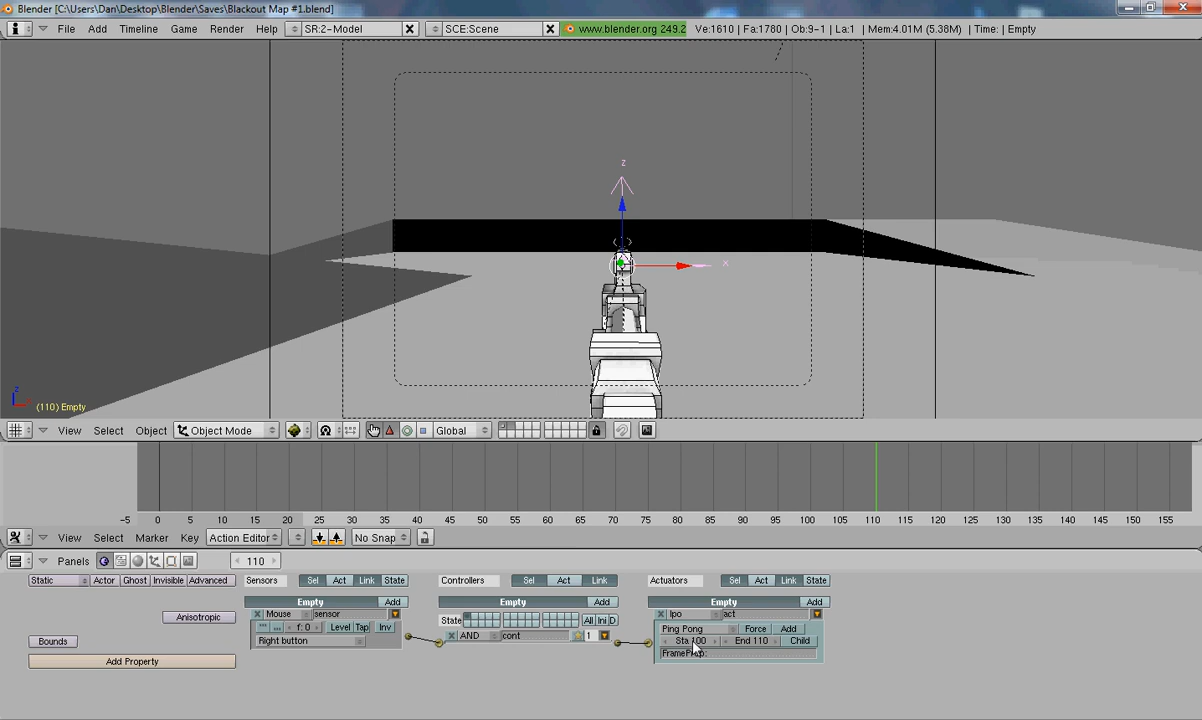 Blender [C:\Users\Dan\Desktop\Blender\Saves\Blackout Map #1.blend]
File Add Timeline Game Render Help SR:2-Model SCE:Scene www.blender.org 249.2 Ve:1610 | Fa:1780 | Ob:9-1 | La:1 | Mem:4.01M (5.38M) | Time: | Empty
z
x
z
(110) Empty
View Select Object Object Mode Global
-5 0 5 10 15 20 25 30 35 40 45 50 55 60 65 70 75 80 85 90 95 100 105 110 115 120 125 130 135 140 145 150 155
View Select Marker Key Action Editor No Snap
Panels 110
Static Actor Ghost Invisible Advanced Sensors Sel Act Link State Controllers Sel Act Link Actuators Sel Act Link State
Empty Add Empty Add Empty Add
Anisotropic Mouse sensor State All Ini D Ipo act
f: 0 Level Tap Inv Ping Pong Force Add
Bounds Right button AND cont 1 Sta 100 End 110 Child
Add Property